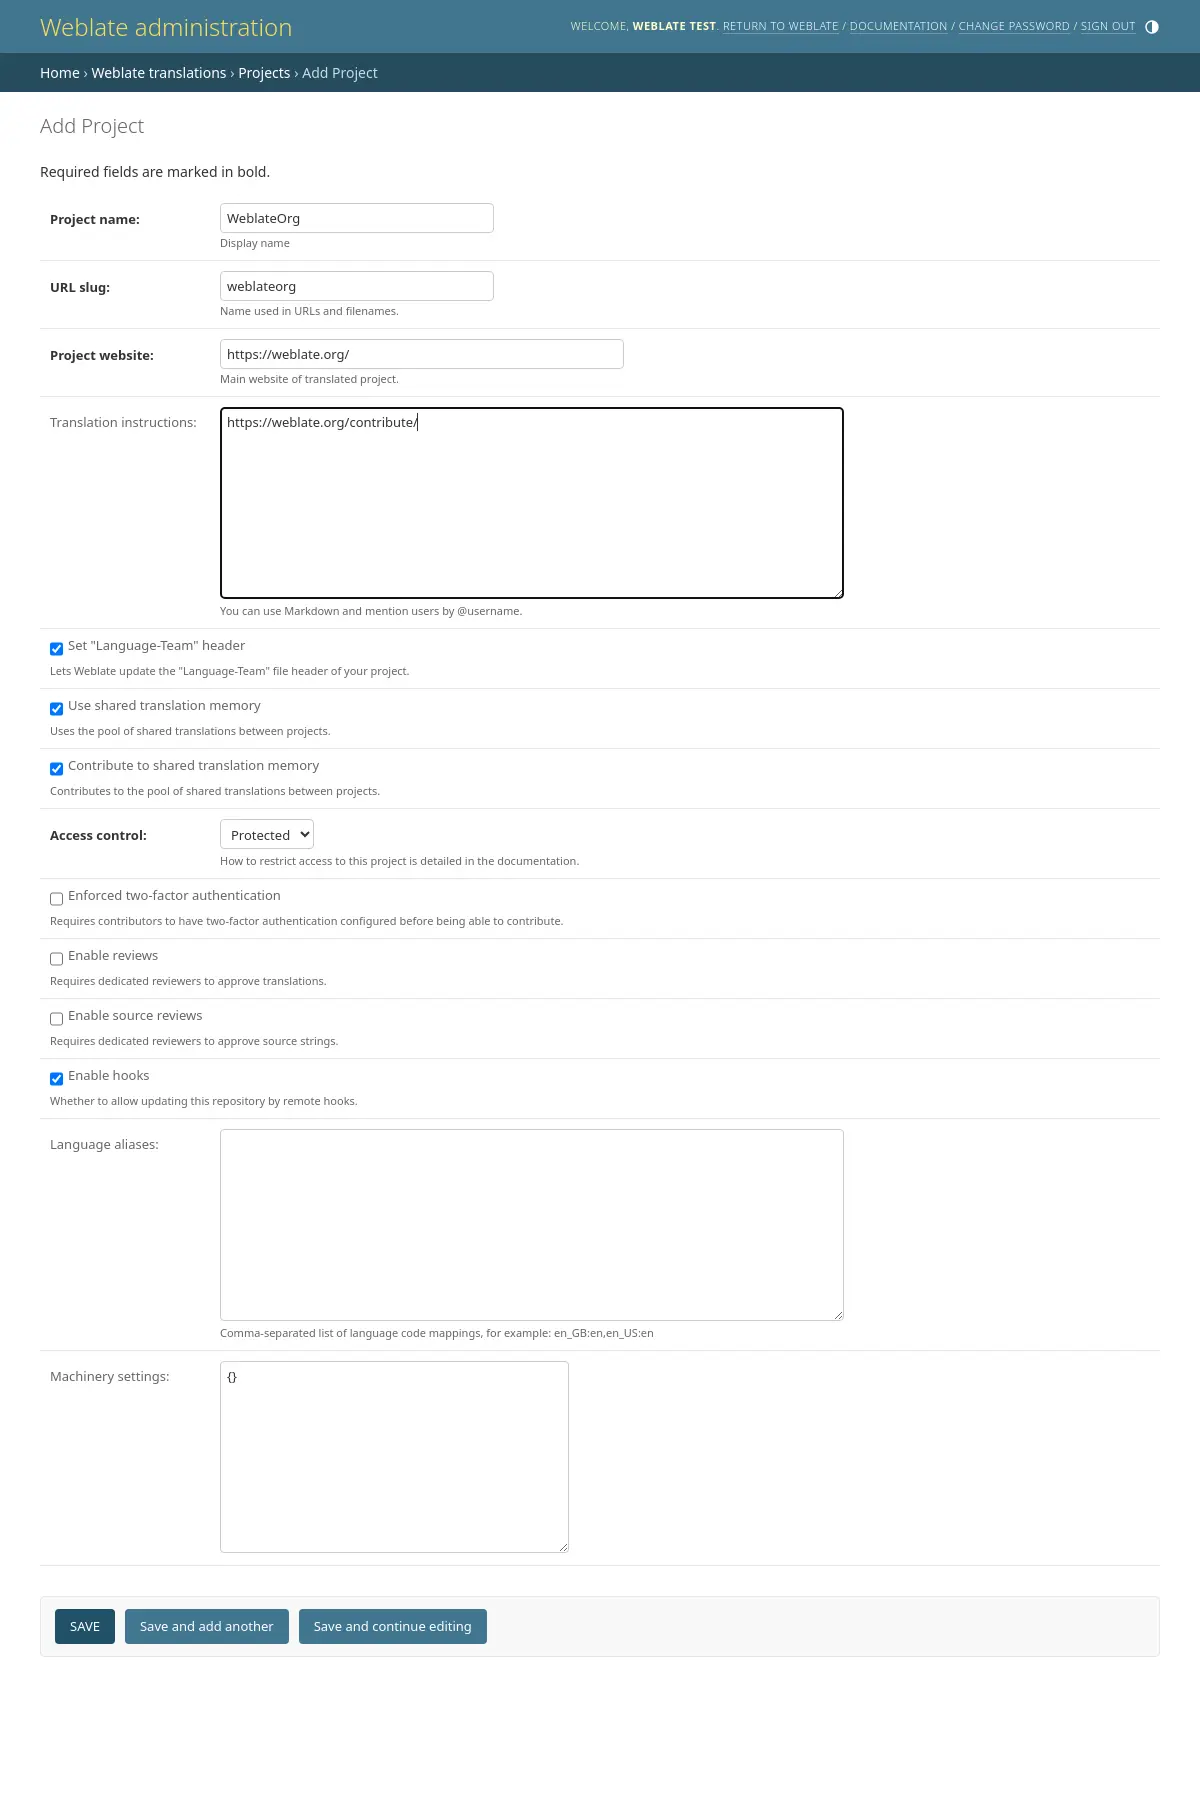 Weblate administration
WELCOME, WEBLATE TEST. RETURN TO WEBLATE / DOCUMENTATION / CHANGE PASSWORD / SIGN OUT
Home › Weblate translations › Projects › Add Project
Add Project
Required fields are marked in bold.
Project name:
WeblateOrg
Display name
URL slug:
weblateorg
Name used in URLs and filenames.
Project website:
https://weblate.org/
Main website of translated project.
Translation instructions:
https://weblate.org/contribute/
You can use Markdown and mention users by @username.
Set "Language-Team" header
Lets Weblate update the "Language-Team" file header of your project.
Use shared translation memory
Uses the pool of shared translations between projects.
Contribute to shared translation memory
Contributes to the pool of shared translations between projects.
Access control:
Protected
How to restrict access to this project is detailed in the documentation.
Enforced two-factor authentication
Requires contributors to have two-factor authentication configured before being able to contribute.
Enable reviews
Requires dedicated reviewers to approve translations.
Enable source reviews
Requires dedicated reviewers to approve source strings.
Enable hooks
Whether to allow updating this repository by remote hooks.
Language aliases:
Comma-separated list of language code mappings, for example: en_GB:en,en_US:en
Machinery settings:
{}
SAVE
Save and add another
Save and continue editing